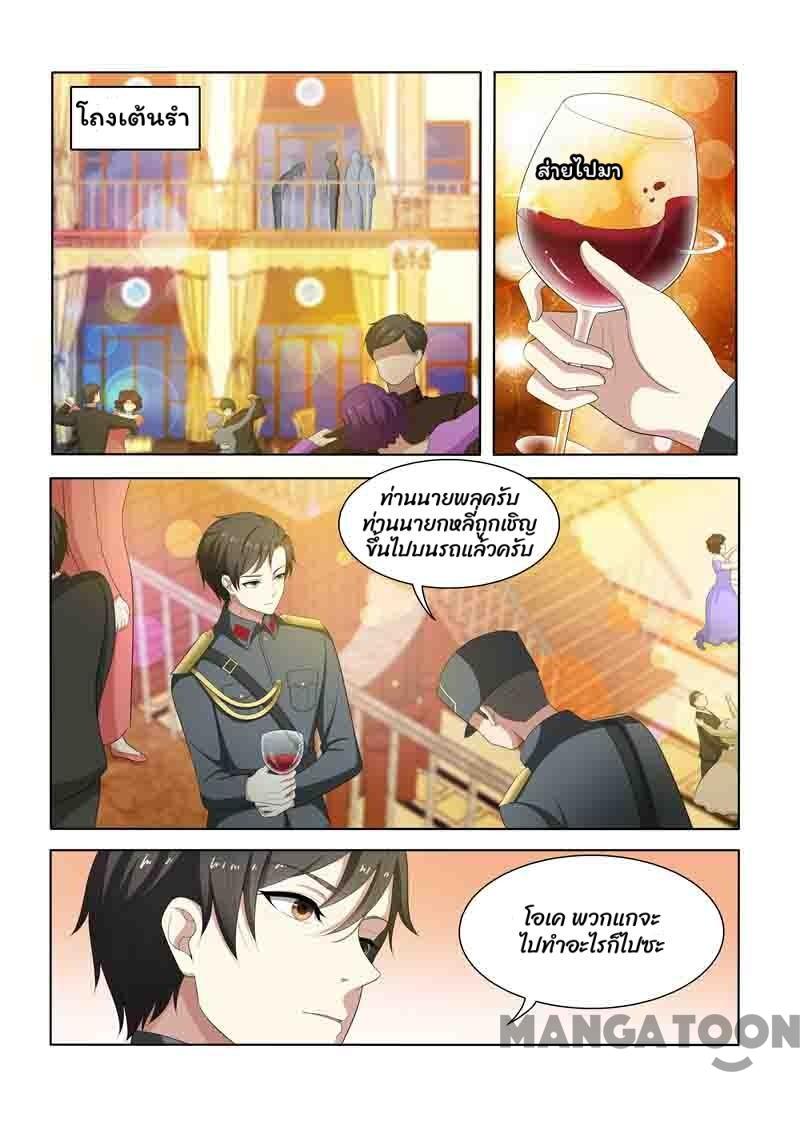 โถงเต้นรำ
ส่ายไปมา
ท่านนายพลครับ
ท่านนายกหลี่ถูกเชิญ
ขึ้นไปบนรถแล้วครับ
โอเค พวกแกจะ
ไปทำอะไรก็ไปซะ
MANGATOON